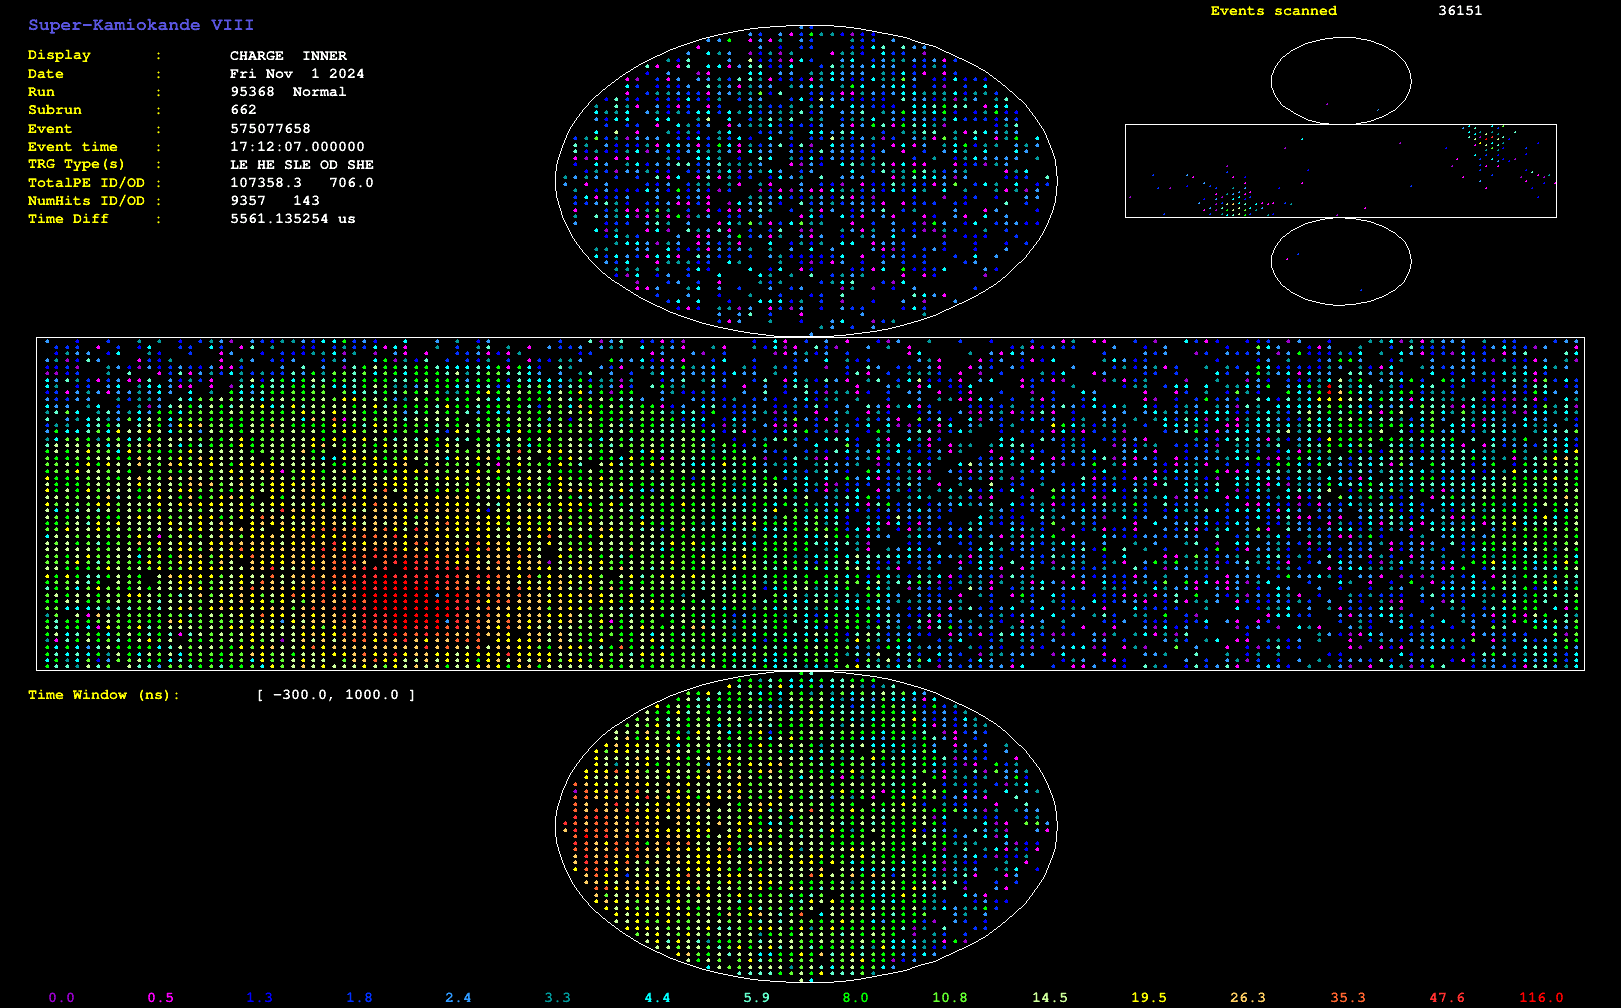 Super-Kamiokande VIII
Events scanned 36151
Display : CHARGE INNER
Date : Fri Nov 1 2024
Run : 95368 Normal
Subrun : 662
Event : 575077658
Event time : 17:12:07.000000
TRG Type(s) : LE HE SLE OD SHE
TotalPE ID/OD : 107358.3 706.0
NumHits ID/OD : 9357 143
Time Diff : 5561.135254 us
Time Window (ns): [ -300.0, 1000.0 ]
0.0 0.5 1.3 1.8 2.4 3.3 4.4 5.9 8.0 10.8 14.5 19.5 26.3 35.3 47.6 116.0